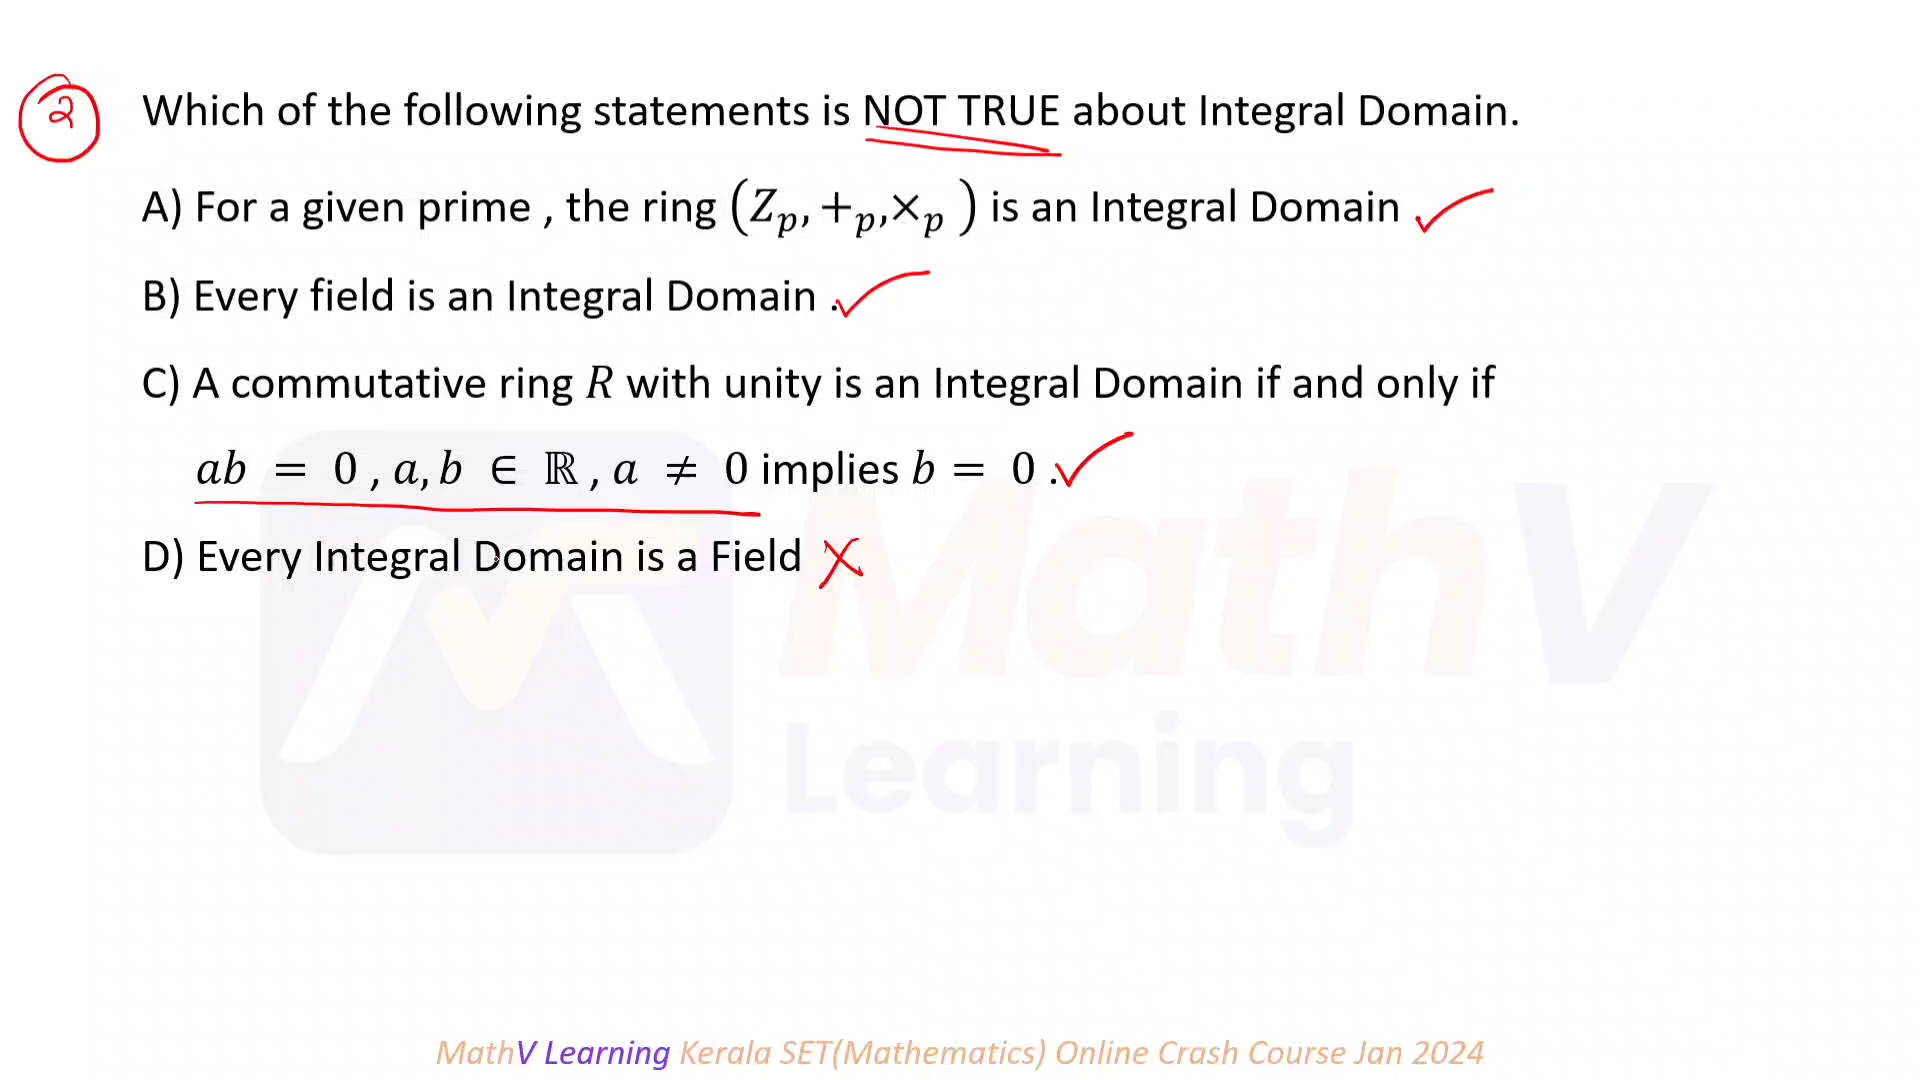 2 Which of the following statements is NOT TRUE about Integral Domain.
A) For a given prime , the ring (Zₚ, +ₚ,×ₚ ) is an Integral Domain ✓
B) Every field is an Integral Domain . ✓
C) A commutative ring R with unity is an Integral Domain if and only if
ab = 0 , a, b ∈ ℝ , a ≠ 0 implies b = 0 . ✓
D) Every Integral Domain is a Field ✗
MathV
Learning
MathV Learning Kerala SET(Mathematics) Online Crash Course Jan 2024